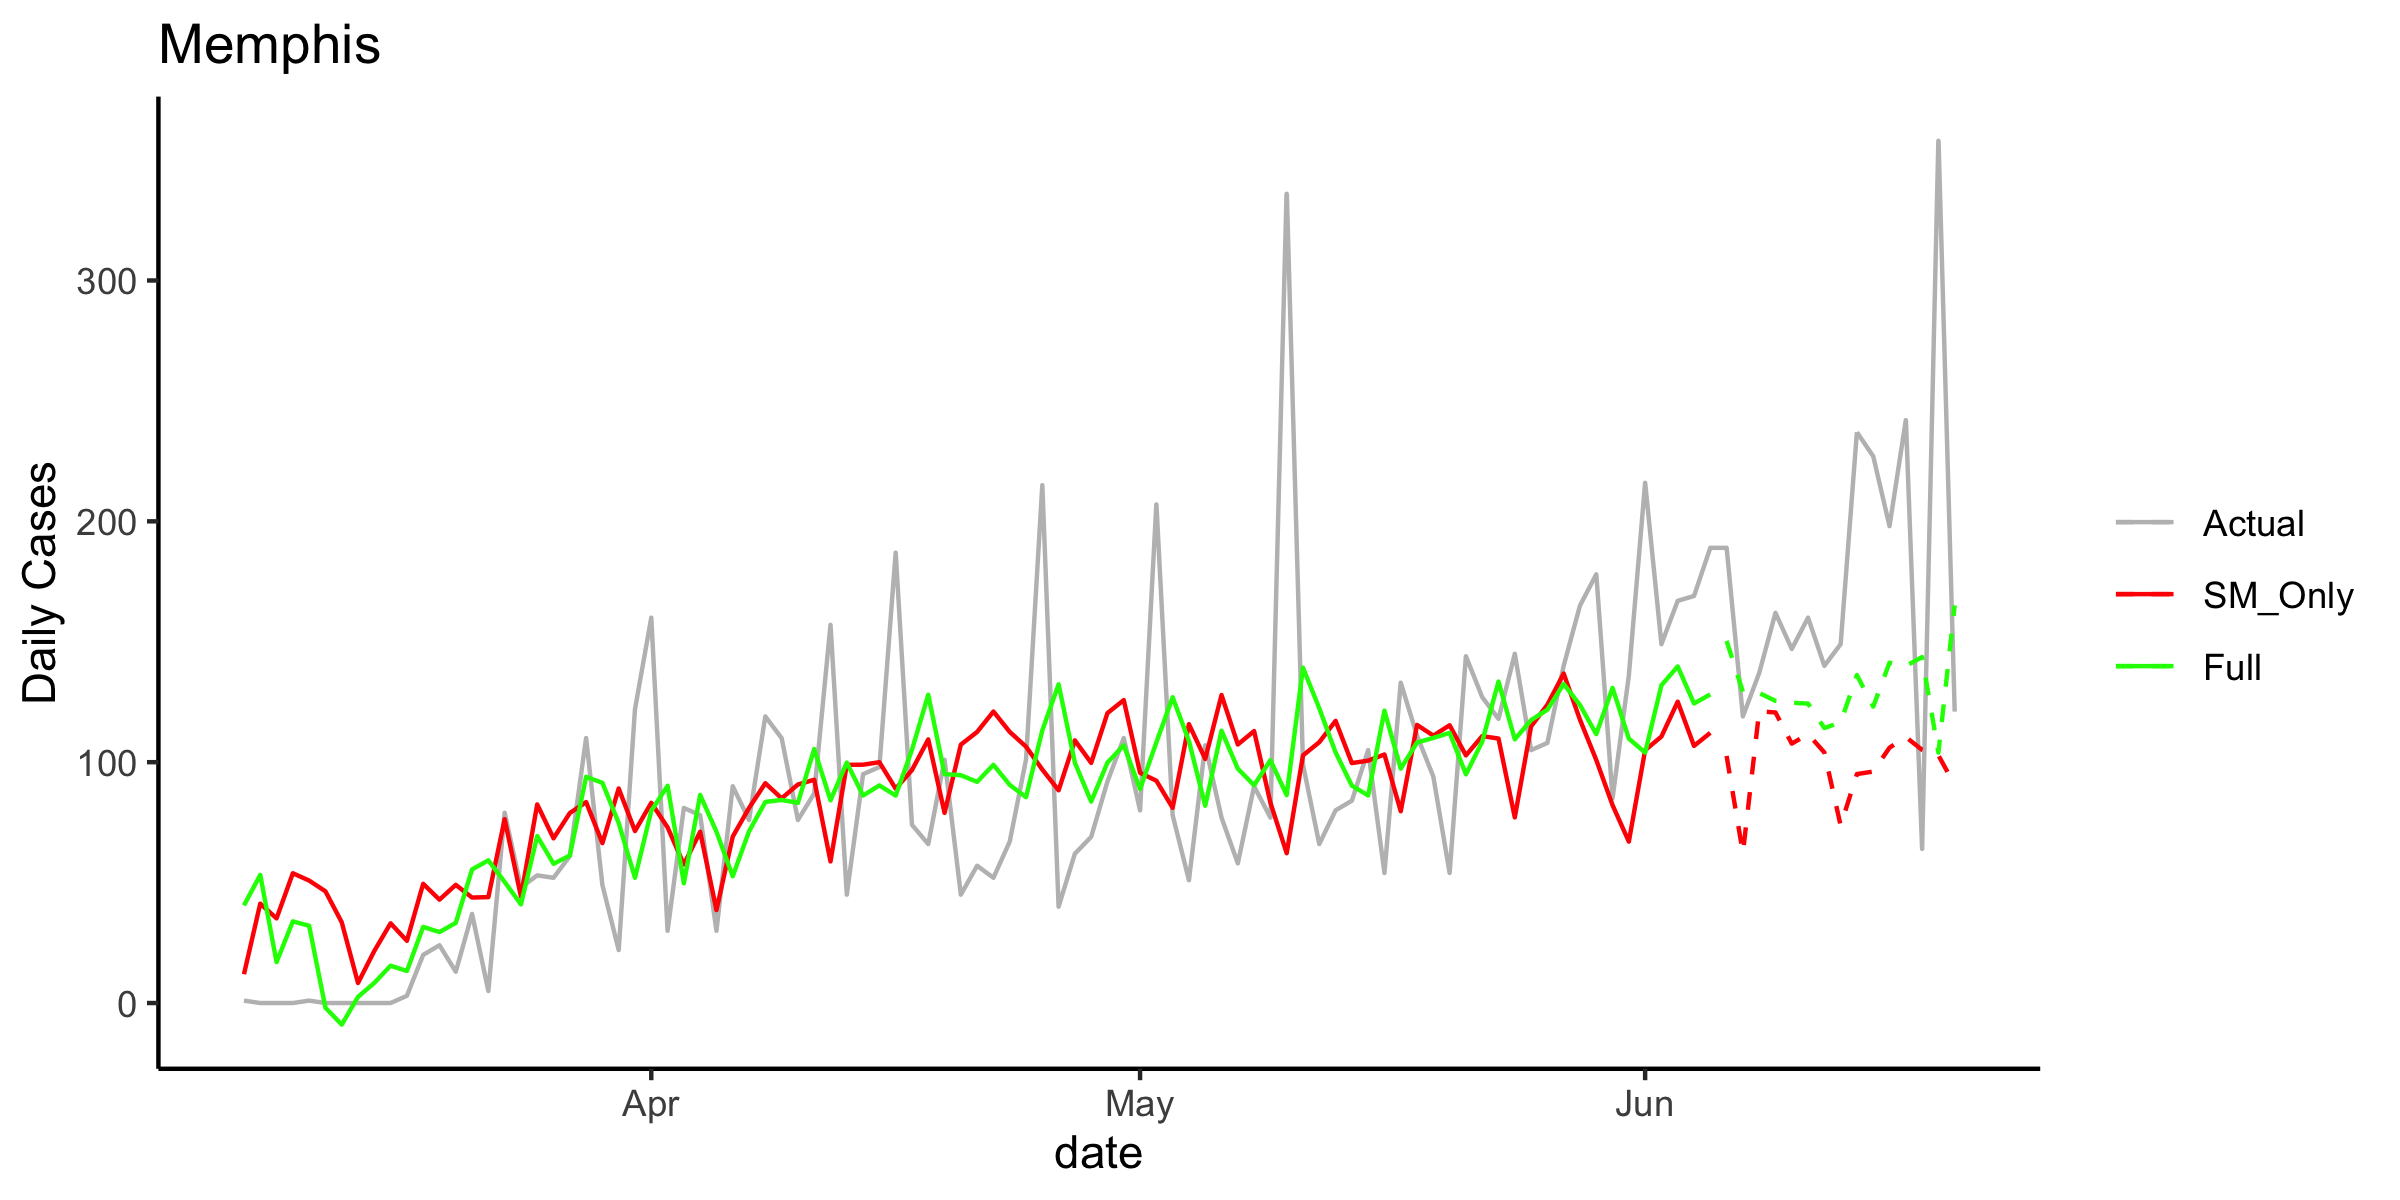 Memphis
Daily Cases
300
200
100
0
Apr
May
Jun
date
Actual
SM_Only
Full